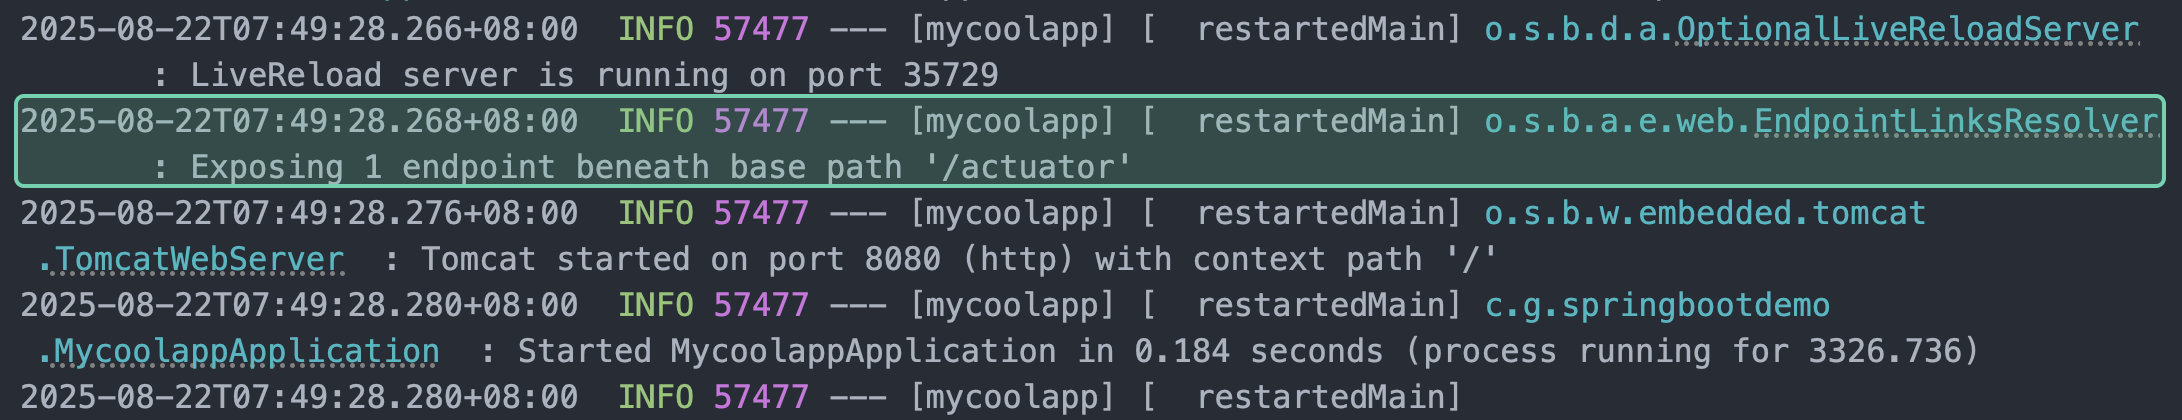 2025-08-22T07:49:28.266+08:00  INFO 57477 --- [mycoolapp] [  restartedMain] o.s.b.d.a.OptionalLiveReloadServer
       : LiveReload server is running on port 35729
2025-08-22T07:49:28.268+08:00  INFO 57477 --- [mycoolapp] [  restartedMain] o.s.b.a.e.web.EndpointLinksResolver
       : Exposing 1 endpoint beneath base path '/actuator'
2025-08-22T07:49:28.276+08:00  INFO 57477 --- [mycoolapp] [  restartedMain] o.s.b.w.embedded.tomcat
 .TomcatWebServer  : Tomcat started on port 8080 (http) with context path '/'
2025-08-22T07:49:28.280+08:00  INFO 57477 --- [mycoolapp] [  restartedMain] c.g.springbootdemo
 .MycoolappApplication  : Started MycoolappApplication in 0.184 seconds (process running for 3326.736)
2025-08-22T07:49:28.280+08:00  INFO 57477 --- [mycoolapp] [  restartedMain]